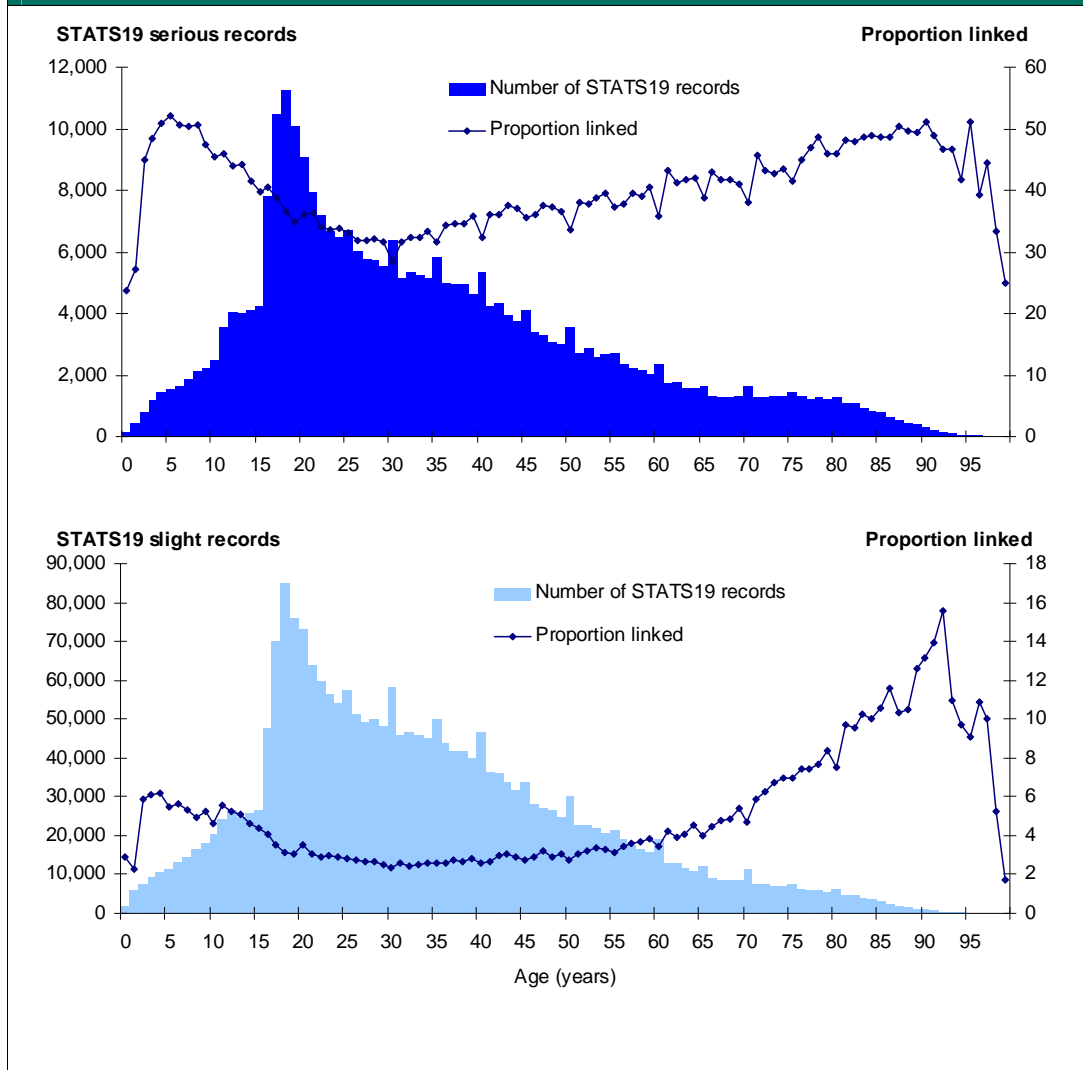 STATS19 serious records Proportion linked
12,000 60
Number of STATS19 records
10,000 50
Proportion linked
8,000 40
6,000 30
4,000 20
2,000 10
0 0
0 5 10 15 20 25 30 35 40 45 50 55 60 65 70 75 80 85 90 95
STATS19 slight records Proportion linked
90,000 18
Number of STATS19 records
80,000 16
Proportion linked
70,000 14
60,000 12
50,000 10
40,000 8
30,000 6
20,000 4
10,000 2
0 0
0 5 10 15 20 25 30 35 40 45 50 55 60 65 70 75 80 85 90 95
Age (years)